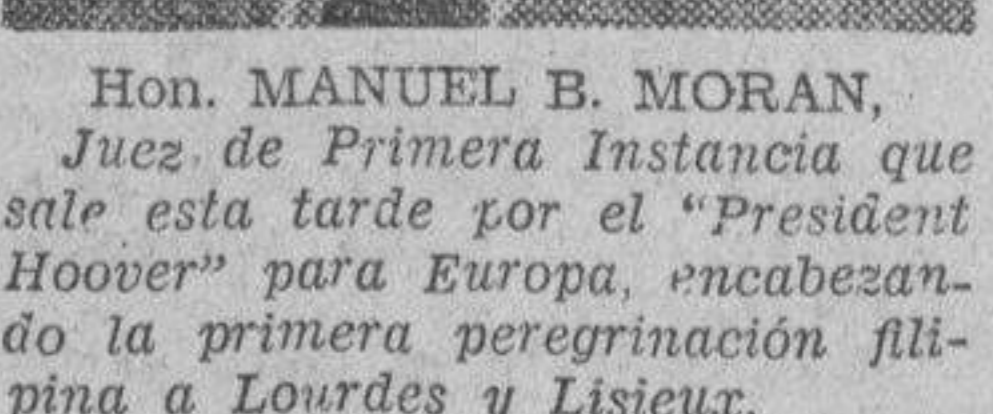 Hon. MANUEL B. MORAN,
Juez de Primera Instancia que
sale esta tarde por el “President
Hoover” para Europa, encabezan-
do la primera peregrinación fili-
pina a Lourdes y Lisieux.